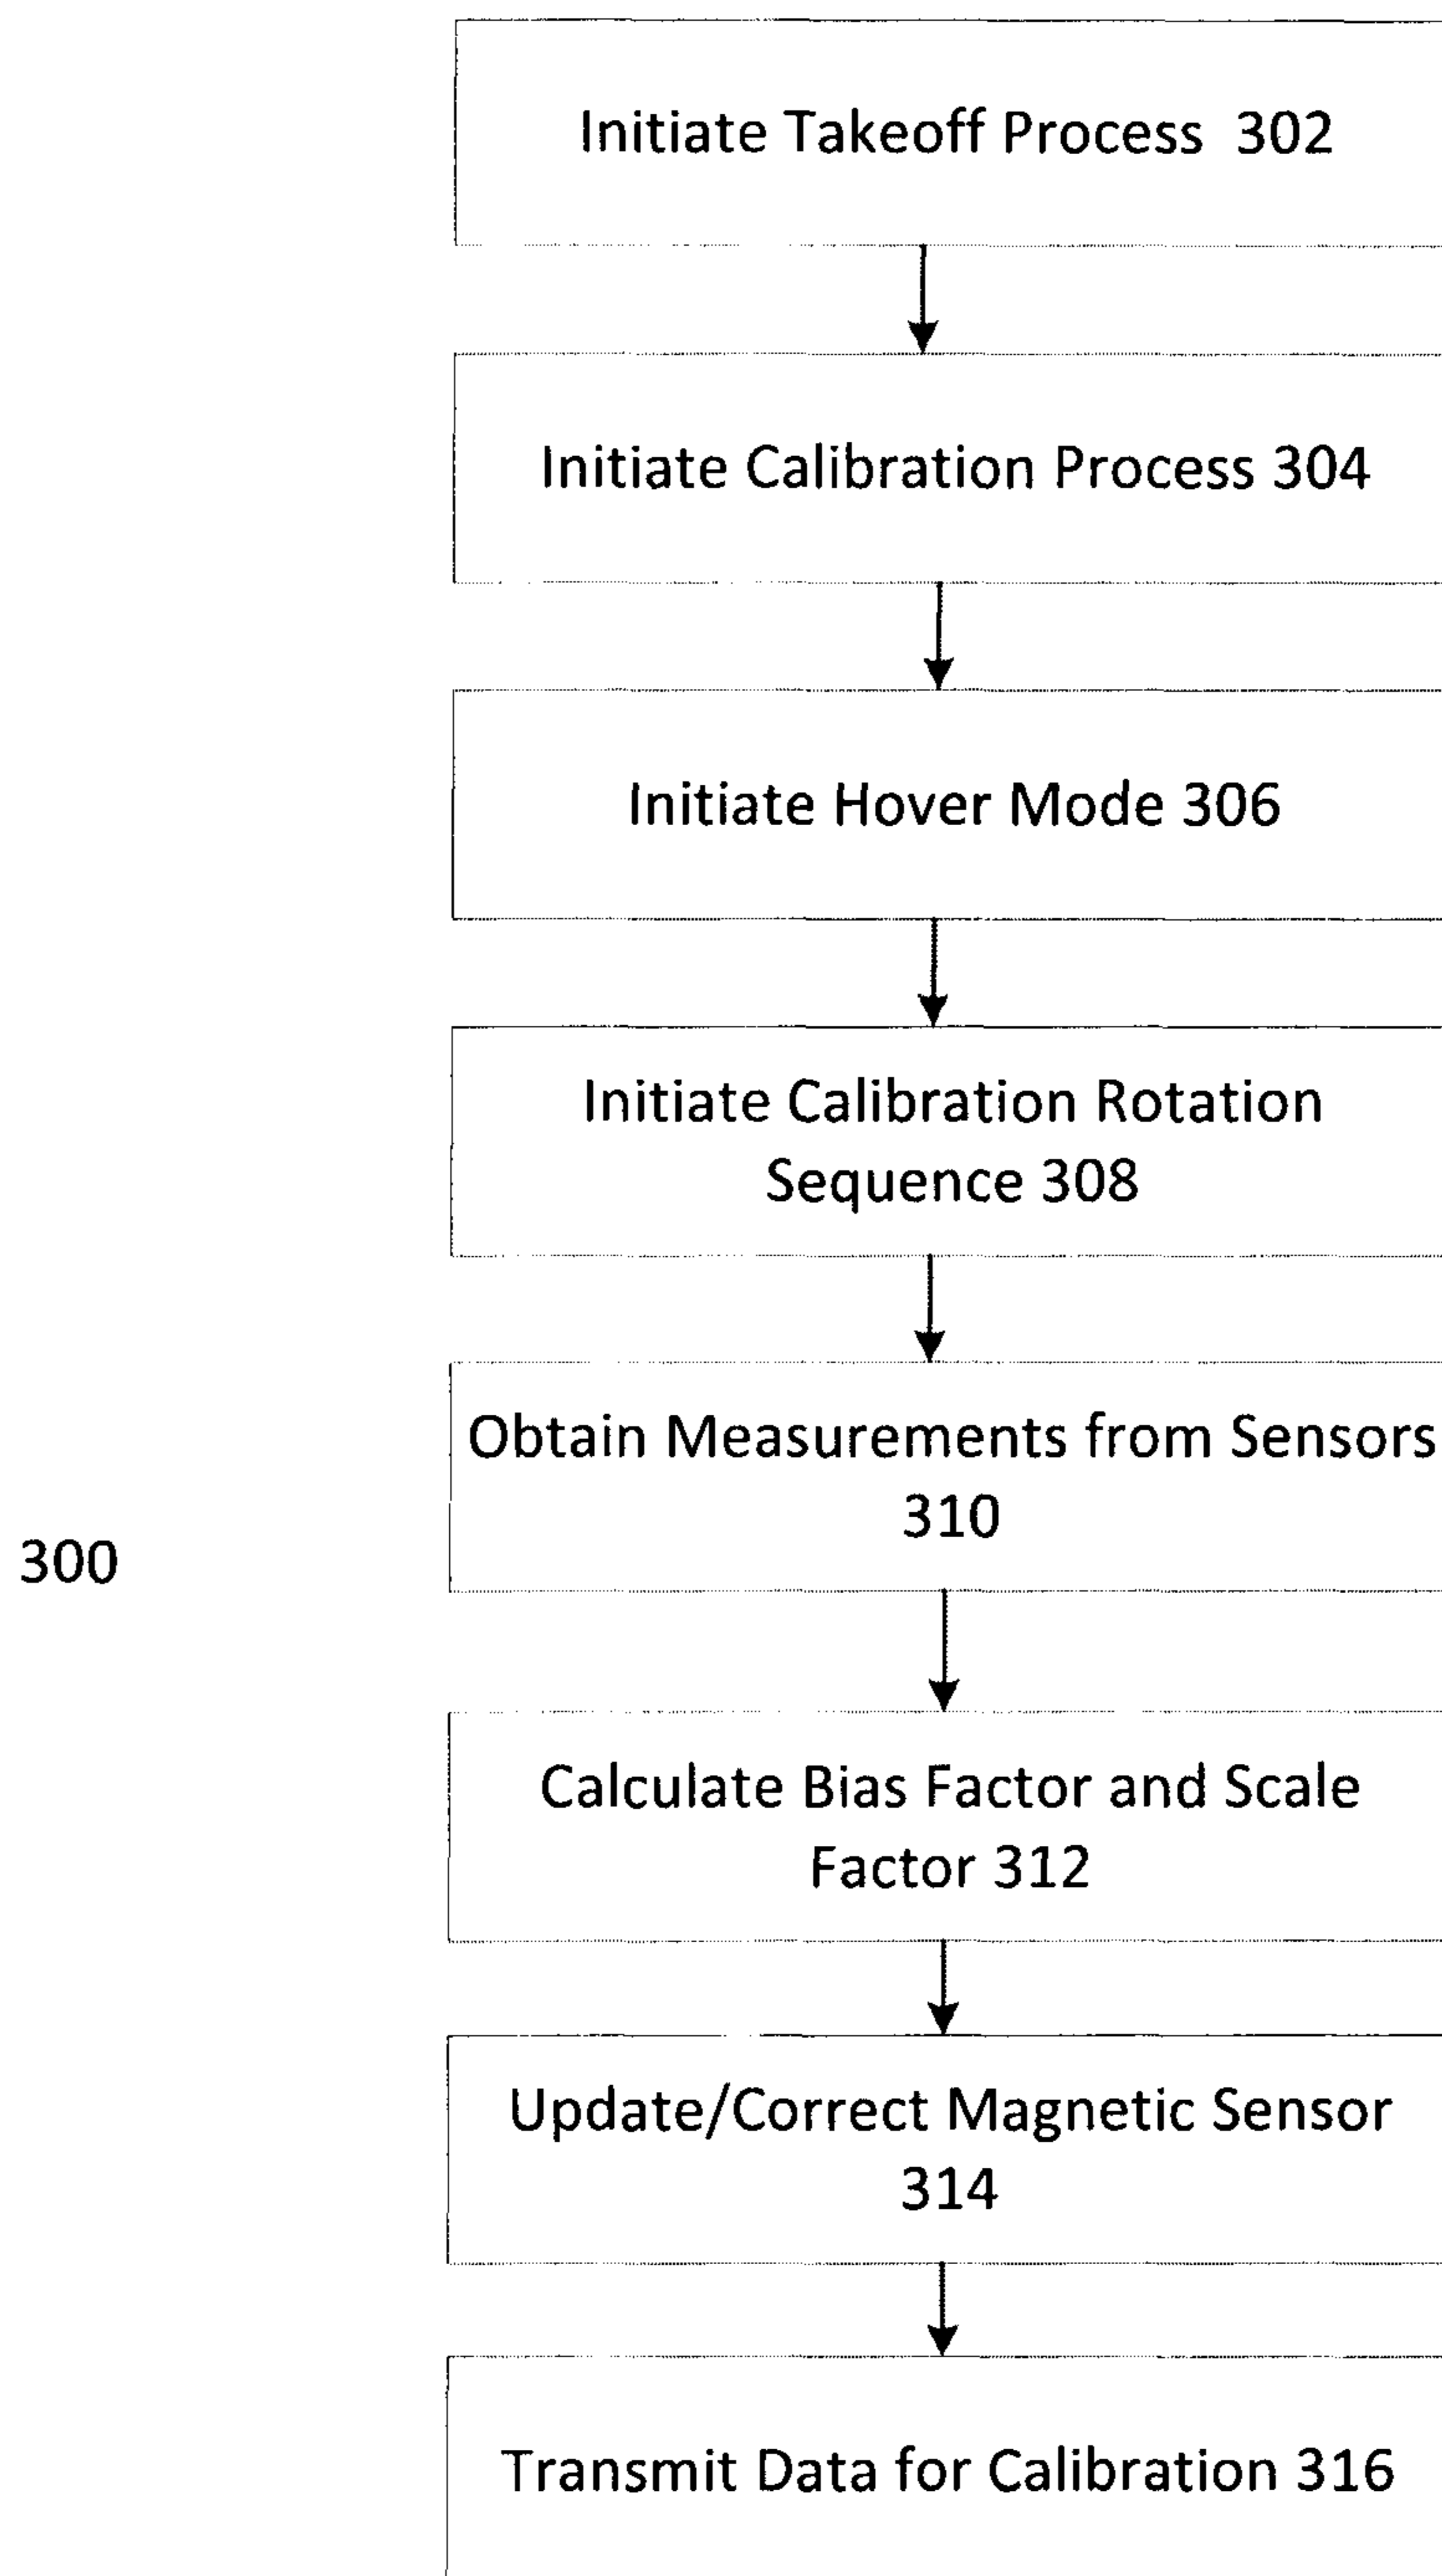 Initiate Takeoff Process 302
Initiate Calibration Process 304
Initiate Hover Mode 306
Initiate Calibration Rotation
Sequence 308
Obtain Measurements from Sensors
310
300
Calculate Bias Factor and Scale
Factor 312
Update/Correct Magnetic Sensor
314
Transmit Data for Calibration 316